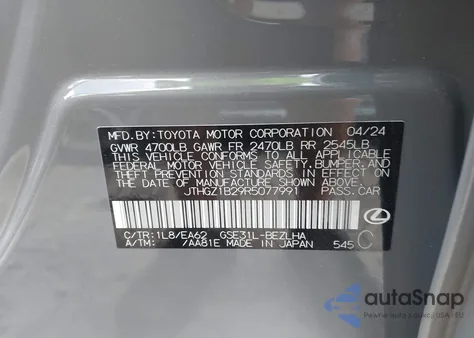 MFD.BY:TOYOTA MOTOR CORPORATION 04/24
GVWR 4700LB GAWR FR 2470LB RR 2545LB
THIS VEHICLE CONFORMS TO ALL APPLICABLE
FEDERAL MOTOR VEHICLE SAFETY,BUMPER,AND
THEFT PREVENTION STANDARDS IN EFFECT ON
THE DATE OF MANUFACTURE SHOWN ABOVE.
JTHGZ1B29R5077991 PASS.CAR
C/TR:1L8/EA62 GSE31L-BEZLHA
A/TM: /AA81E MADE IN JAPAN 545 C
autoSnap